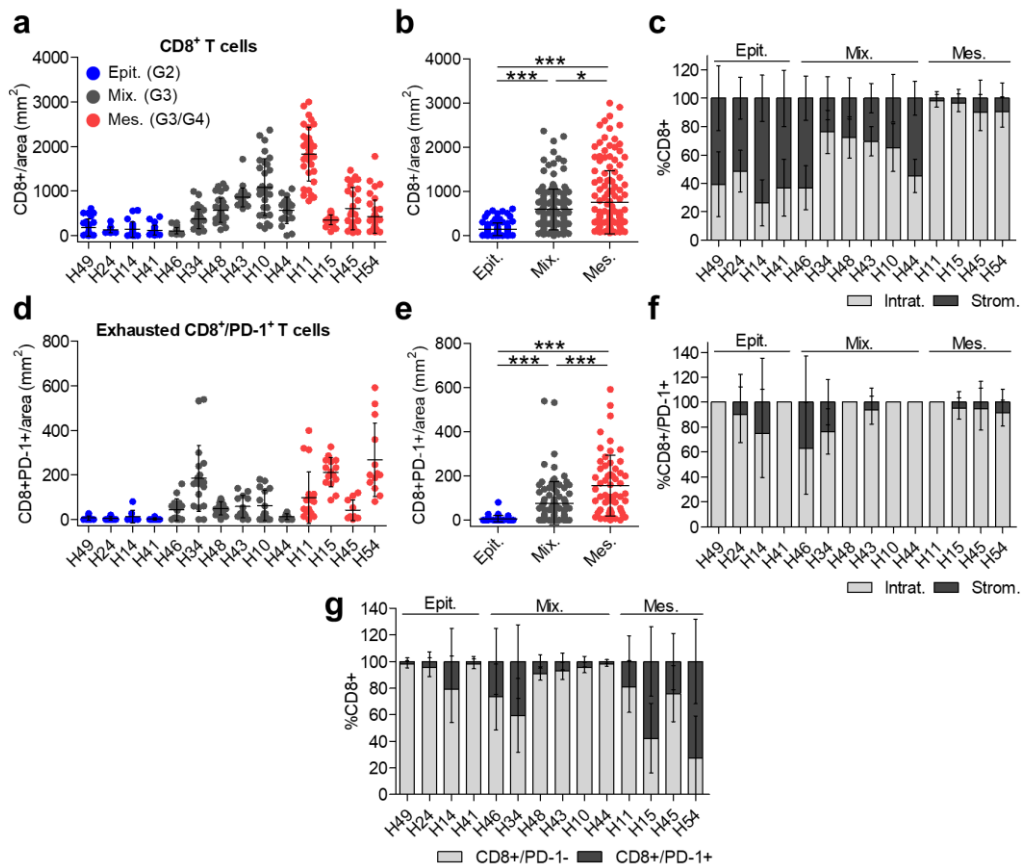 a
CD8+ T cells
CD8+/area (mm2)
4000
3000
2000
1000
0
Epit. (G2)
Mix. (G3)
Mes. (G3/G4)
H49 H24 H14 H41 H46 H34 H48 H43 H10 H44 H11 H15 H45 H54
b
CD8+/area (mm2)
4000
3000
2000
1000
0
***
*** *
Epit. Mix. Mes.
c
Epit. Mix. Mes.
%CD8+
120
100
80
60
40
20
0
H49 H24 H14 H41 H46 H34 H48 H43 H10 H44 H11 H15 H45 H54
Intrat. Strom.
d
Exhausted CD8+/PD-1+ T cells
CD8+PD-1+/area (mm2)
800
600
400
200
0
H49 H24 H14 H41 H46 H34 H48 H43 H10 H44 H11 H15 H45 H54
e
CD8+PD-1+/area (mm2)
800
600
400
200
0
***
*** ***
Epit. Mix. Mes.
f
Epit. Mix. Mes.
%CD8+/PD-1+
140
120
100
80
60
40
20
0
H49 H24 H14 H41 H46 H34 H48 H43 H10 H44 H11 H15 H45 H54
Intrat. Strom.
g
Epit. Mix. Mes.
%CD8+
140
120
100
80
60
40
20
0
H49 H24 H14 H41 H46 H34 H48 H43 H10 H44 H11 H15 H45 H54
CD8+/PD-1- CD8+/PD-1+